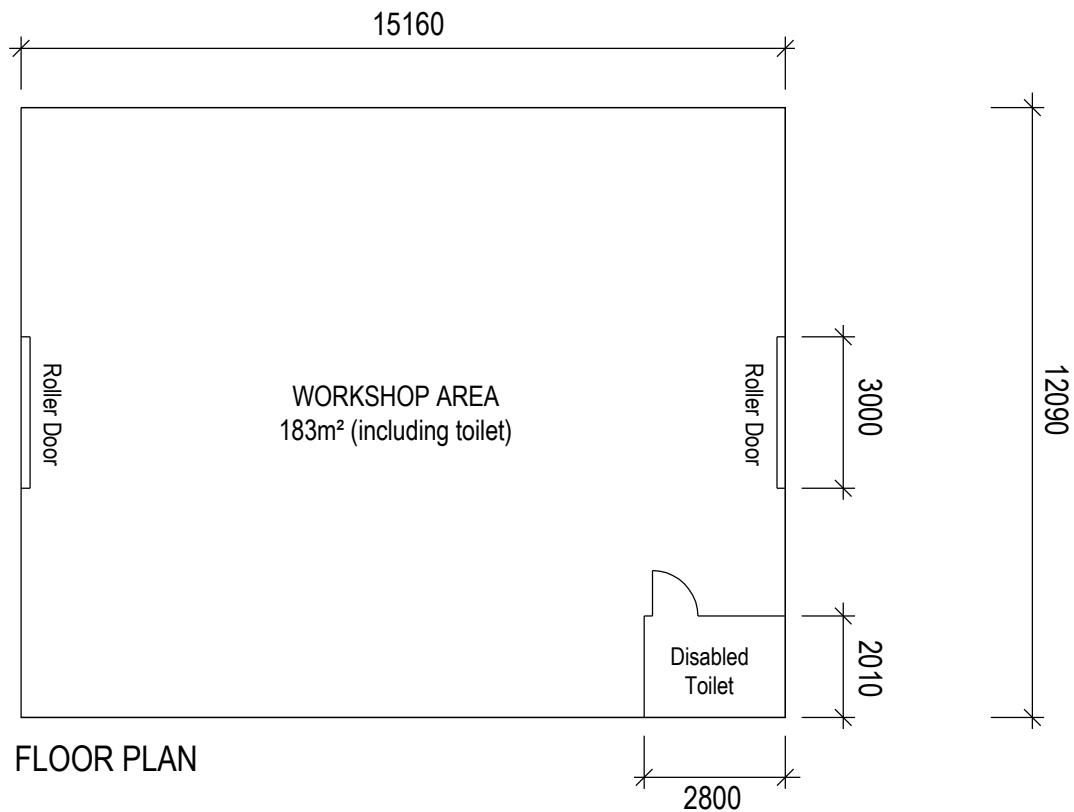 15160
Roller Door
WORKSHOP AREA
183m² (including toilet)
Roller Door
3000
12090
Disabled
Toilet
2010
FLOOR PLAN
2800